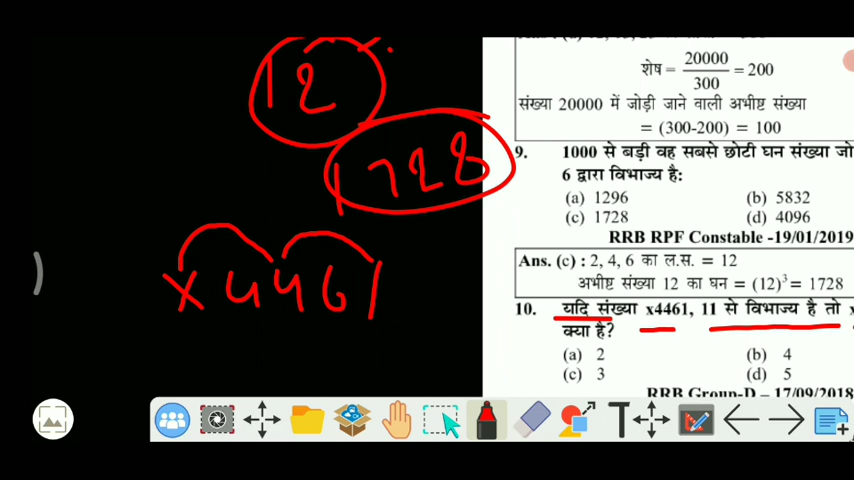 12
1728
x4461
शेष = 20000/300 = 200
संख्या 20000 में जोड़ी जाने वाली अभीष्ट संख्या
= (300-200) = 100
9. 1000 से बड़ी वह सबसे छोटी घन संख्या जो
6 द्वारा विभाज्य है:
(a) 1296 (b) 5832
(c) 1728 (d) 4096
RRB RPF Constable -19/01/2019
Ans. (c) : 2, 4, 6 का ल.स. = 12
अभीष्ट संख्या 12 का घन = (12)³ = 1728
10. यदि संख्या x4461, 11 से विभाज्य है तो x
क्या है?
(a) 2 (b) 4
(c) 3 (d) 5
RRB Group-D – 17/09/2018
T